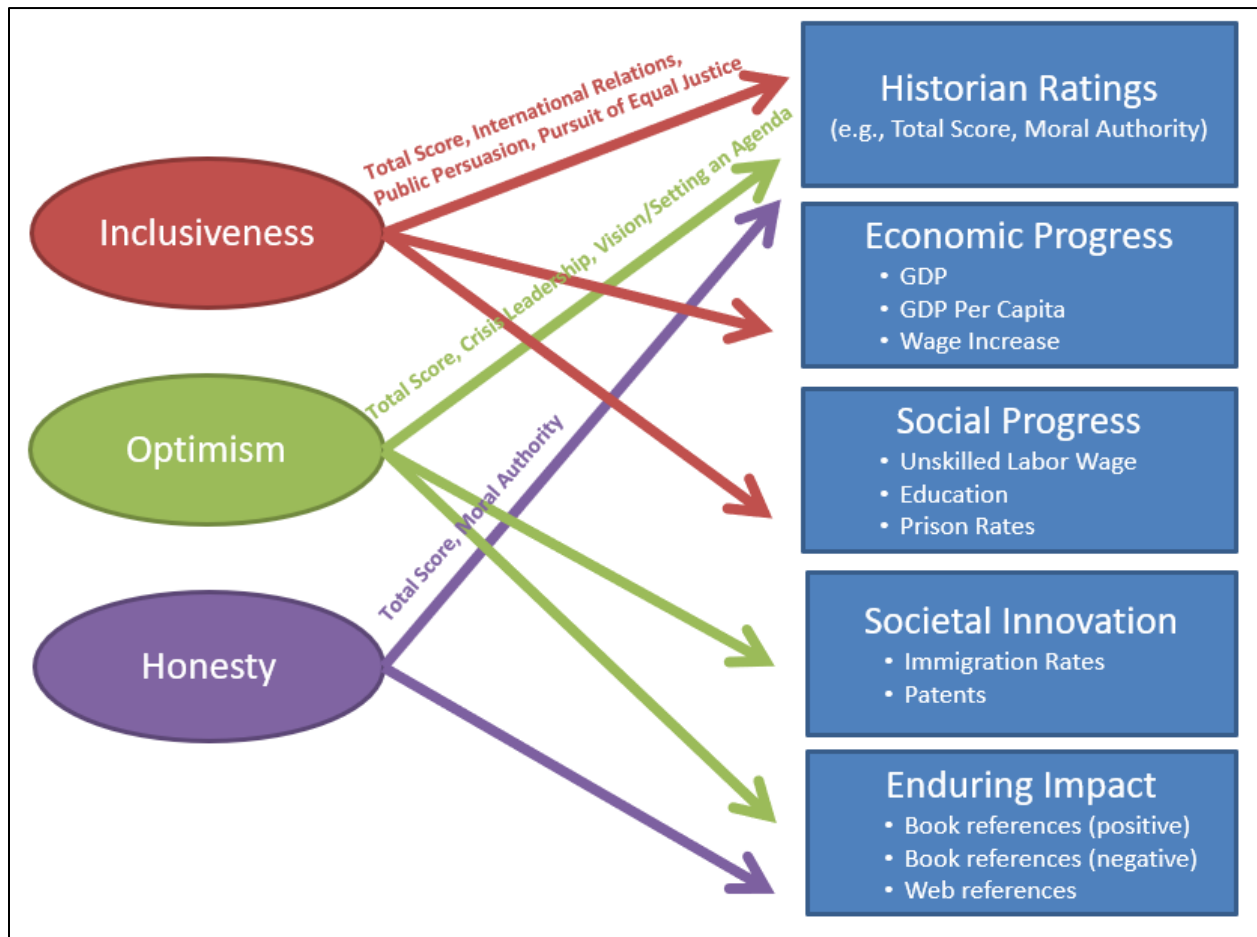 Inclusiveness
Optimism
Honesty
Total Score, International Relations,
Public Persuasion, Pursuit of Equal Justice
Total Score, Crisis Leadership, Vision/Setting an Agenda
Total Score, Moral Authority
Historian Ratings
(e.g., Total Score, Moral Authority)
Economic Progress
• GDP
• GDP Per Capita
• Wage Increase
Social Progress
• Unskilled Labor Wage
• Education
• Prison Rates
Societal Innovation
• Immigration Rates
• Patents
Enduring Impact
• Book references (positive)
• Book references (negative)
• Web references